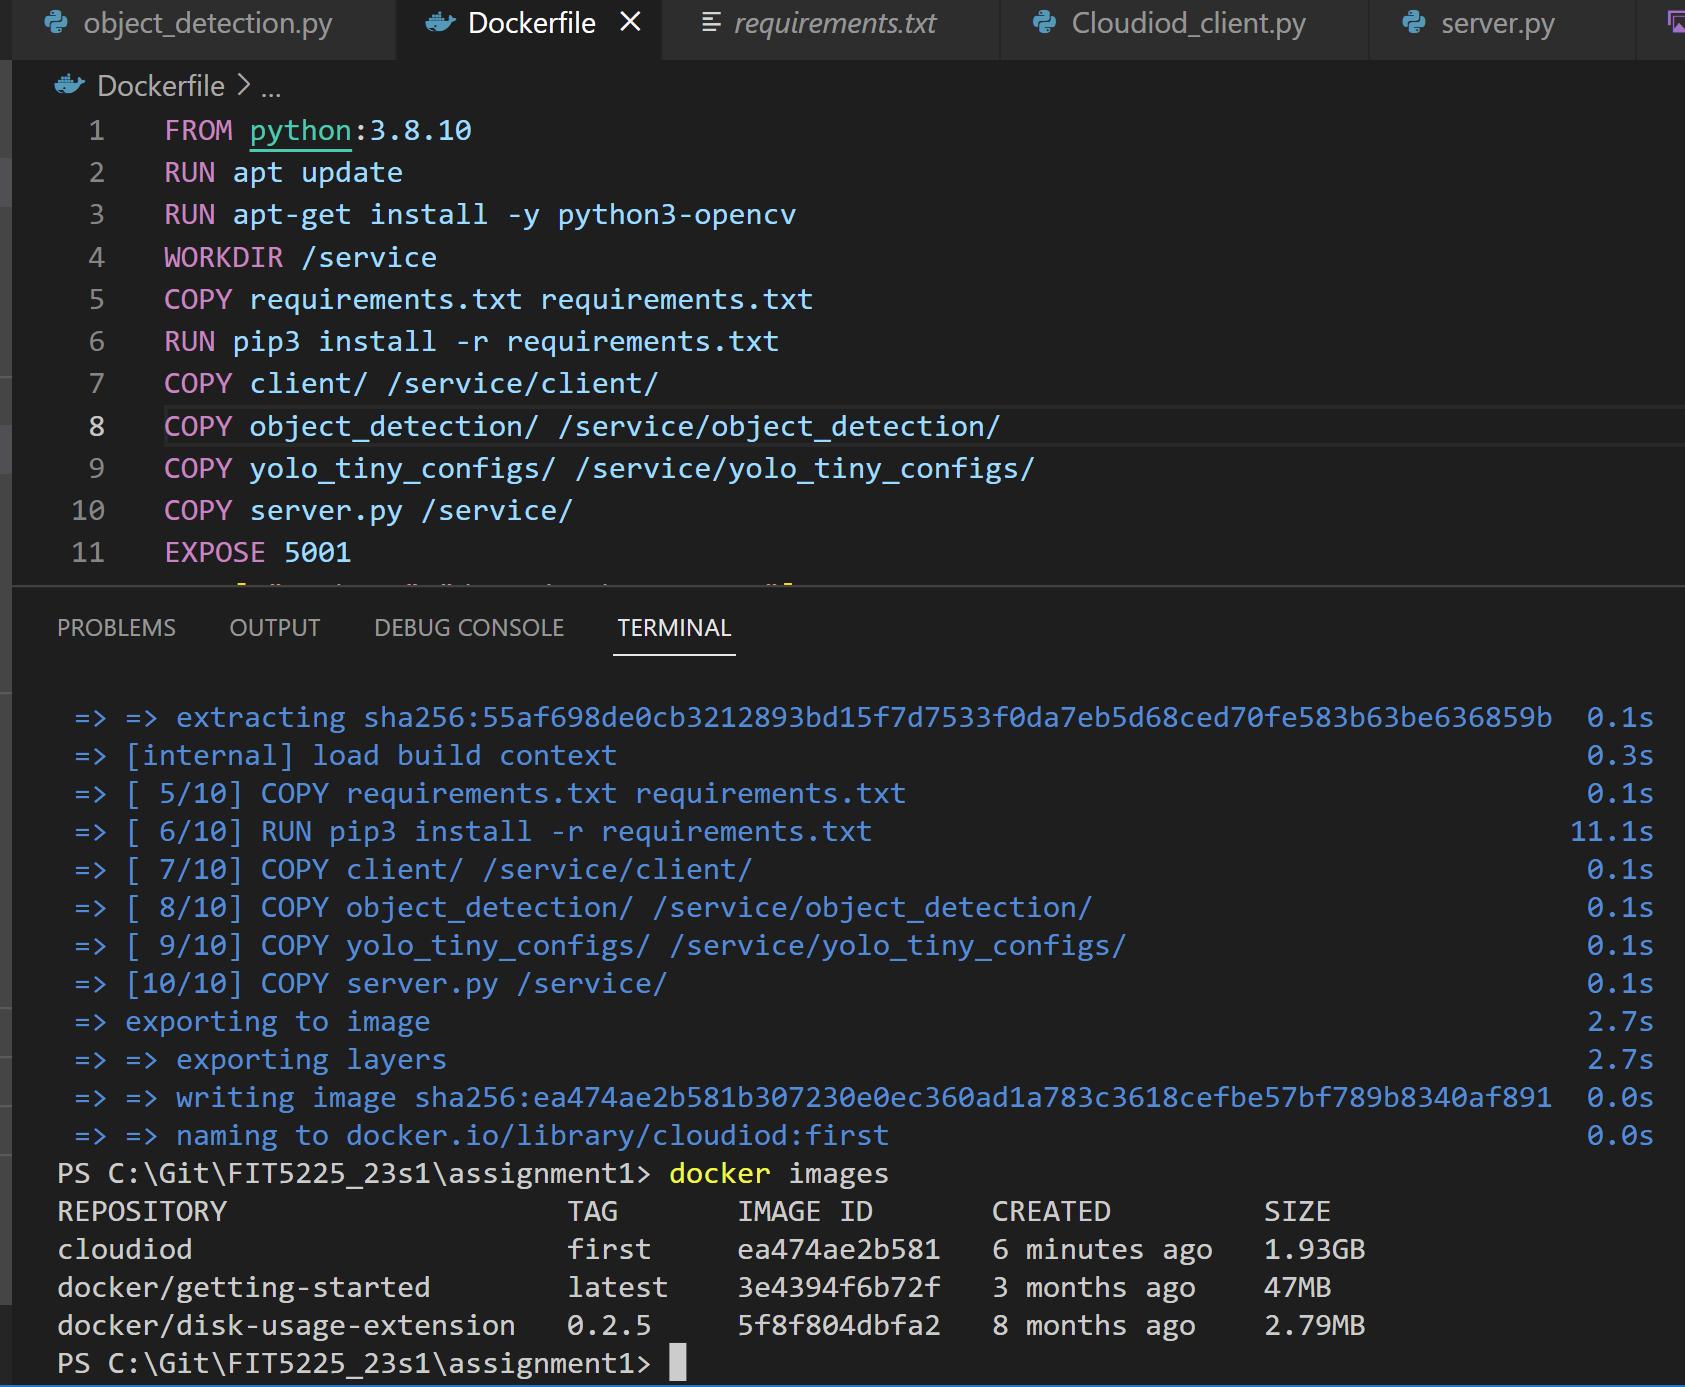 object_detection.py Dockerfile requirements.txt Cloudiod_client.py server.py
Dockerfile > ...
1 FROM python:3.8.10
2 RUN apt update
3 RUN apt-get install -y python3-opencv
4 WORKDIR /service
5 COPY requirements.txt requirements.txt
6 RUN pip3 install -r requirements.txt
7 COPY client/ /service/client/
8 COPY object_detection/ /service/object_detection/
9 COPY yolo_tiny_configs/ /service/yolo_tiny_configs/
10 COPY server.py /service/
11 EXPOSE 5001
PROBLEMS OUTPUT DEBUG CONSOLE TERMINAL
=> => extracting sha256:55af698de0cb3212893bd15f7d7533f0da7eb5d68ced70fe583b63be636859b 0.1s
=> [internal] load build context 0.3s
=> [ 5/10] COPY requirements.txt requirements.txt 0.1s
=> [ 6/10] RUN pip3 install -r requirements.txt 11.1s
=> [ 7/10] COPY client/ /service/client/ 0.1s
=> [ 8/10] COPY object_detection/ /service/object_detection/ 0.1s
=> [ 9/10] COPY yolo_tiny_configs/ /service/yolo_tiny_configs/ 0.1s
=> [10/10] COPY server.py /service/ 0.1s
=> exporting to image 2.7s
=> => exporting layers 2.7s
=> => writing image sha256:ea474ae2b581b307230e0ec360ad1a783c3618cefbe57bf789b8340af891 0.0s
=> => naming to docker.io/library/cloudiod:first 0.0s
PS C:\Git\FIT5225_23s1\assignment1> docker images
REPOSITORY TAG IMAGE ID CREATED SIZE
cloudiod first ea474ae2b581 6 minutes ago 1.93GB
docker/getting-started latest 3e4394f6b72f 3 months ago 47MB
docker/disk-usage-extension 0.2.5 5f8f804dbfa2 8 months ago 2.79MB
PS C:\Git\FIT5225_23s1\assignment1>